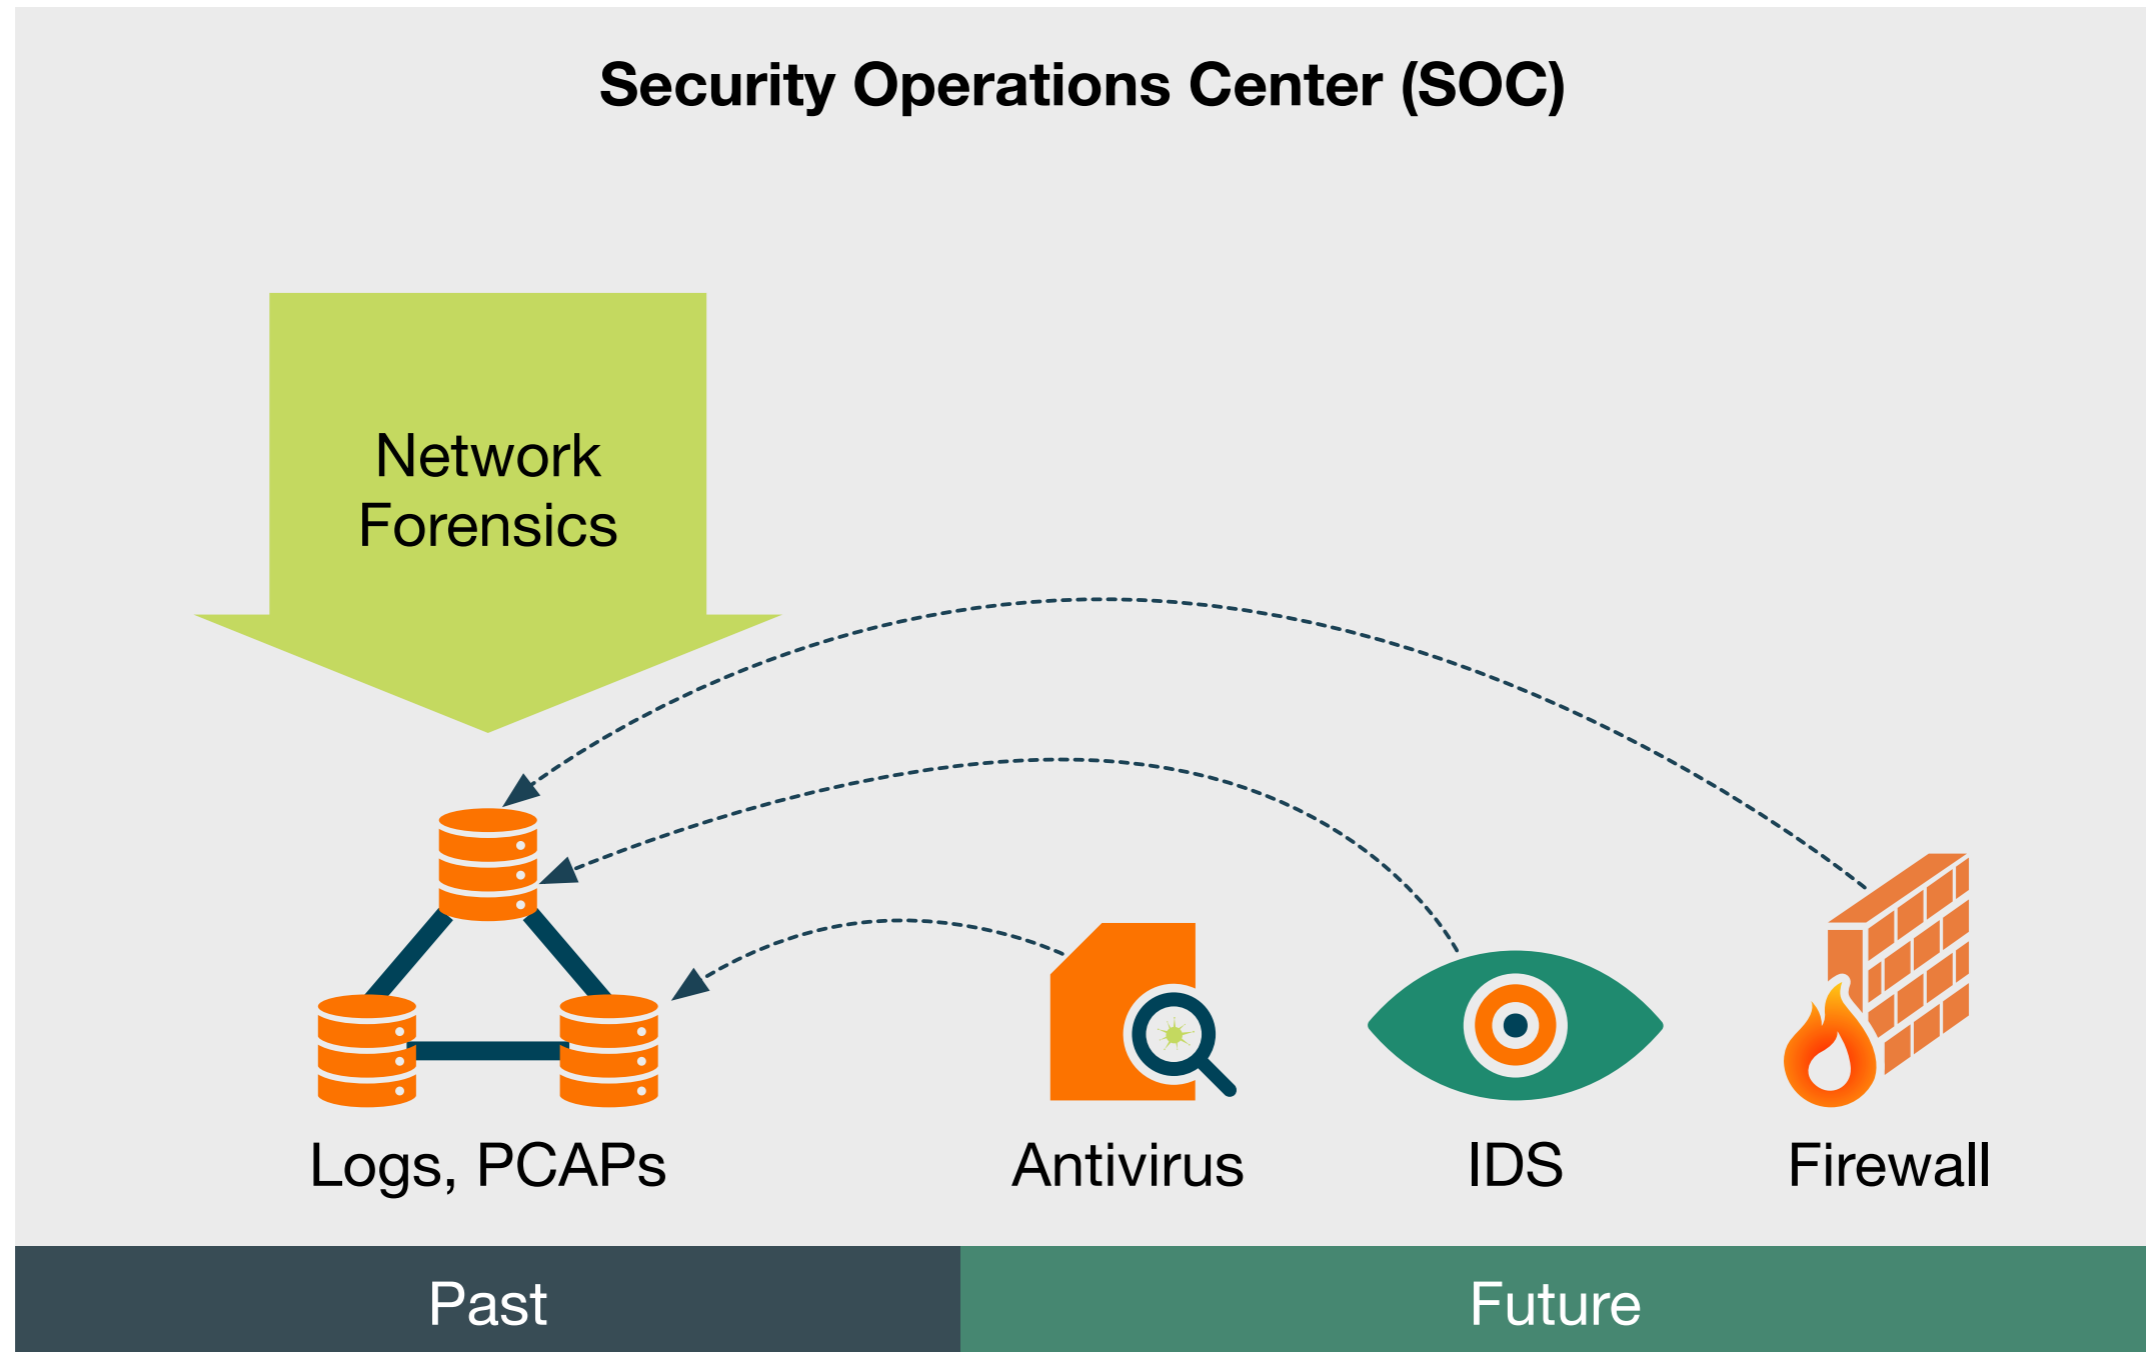 Security Operations Center (SOC)
Network
Forensics
Logs, PCAPs
Antivirus
IDS
Firewall
Past
Future